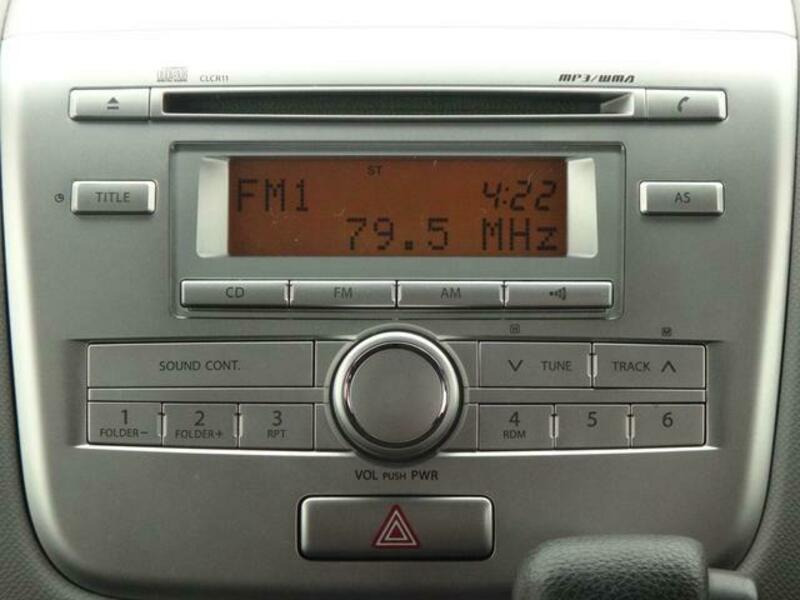 CLCR11 MP3/WMA
TITLE AS
ST
FM1 4:22
79.5 MHz
CD FM AM
SOUND CONT. TUNE TRACK
H M
1 2 3 4 5 6
FOLDER− FOLDER+ RPT RDM
VOL PUSH PWR